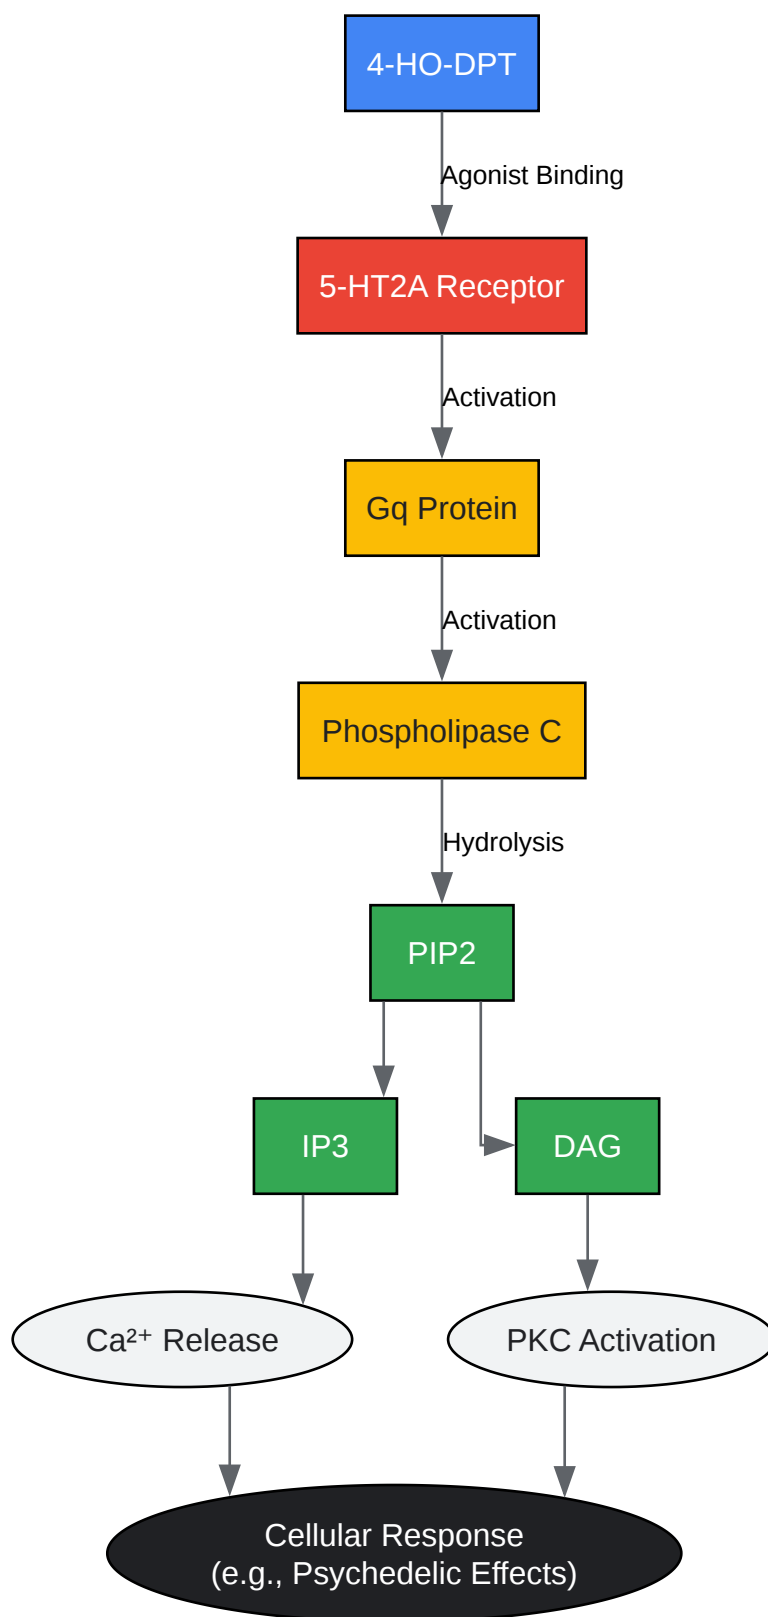 4-HO-DPT
Agonist Binding
5-HT2A Receptor
Activation
Gq Protein
Activation
Phospholipase C
Hydrolysis
PIP2
IP3
DAG
Ca²⁺ Release
PKC Activation
Cellular Response
(e.g., Psychedelic Effects)